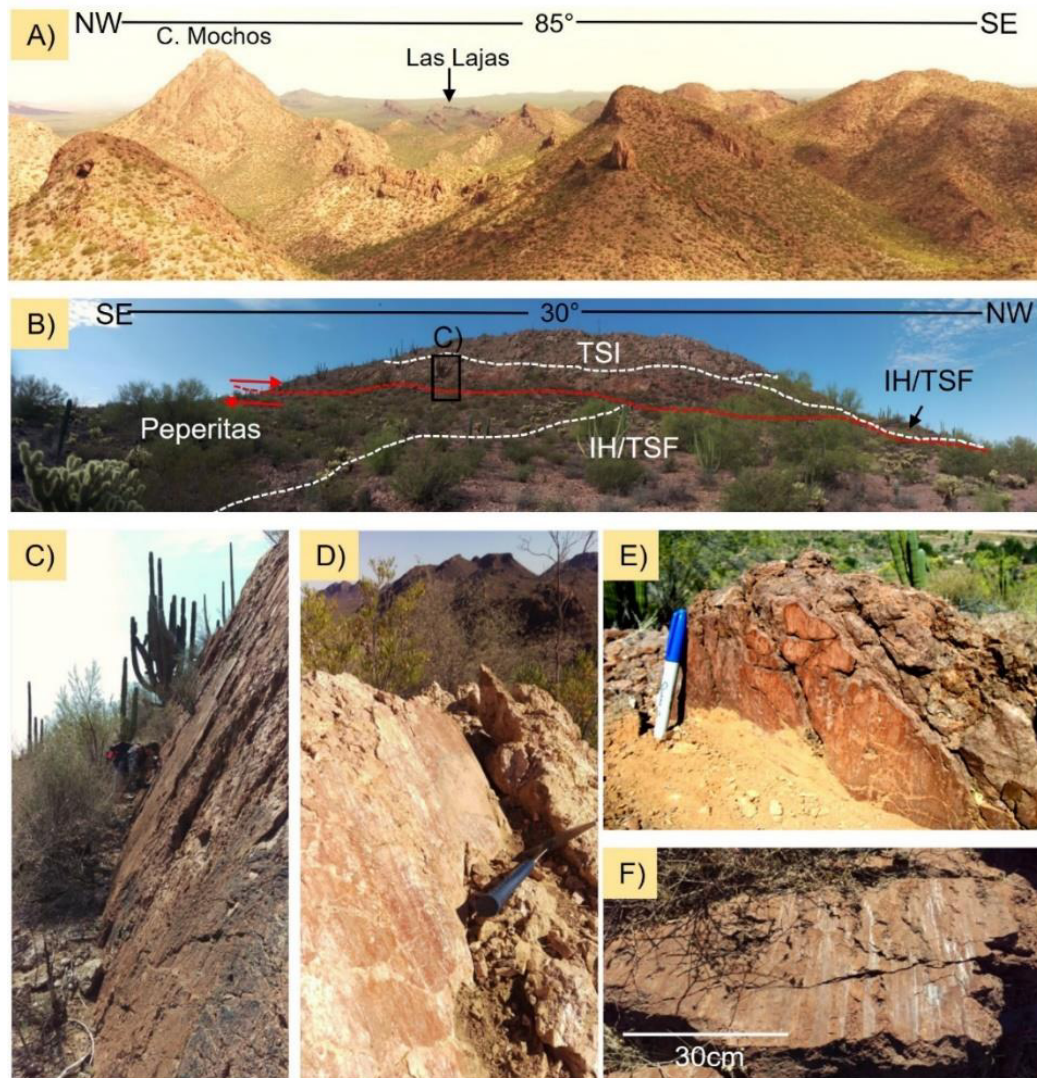 A)
NW
85°
SE
C. Mochos
Las Lajas
B)
SE
30°
NW
C)
TSI
IH/TSF
Peperitas
IH/TSF
C)
D)
E)
F)
30cm